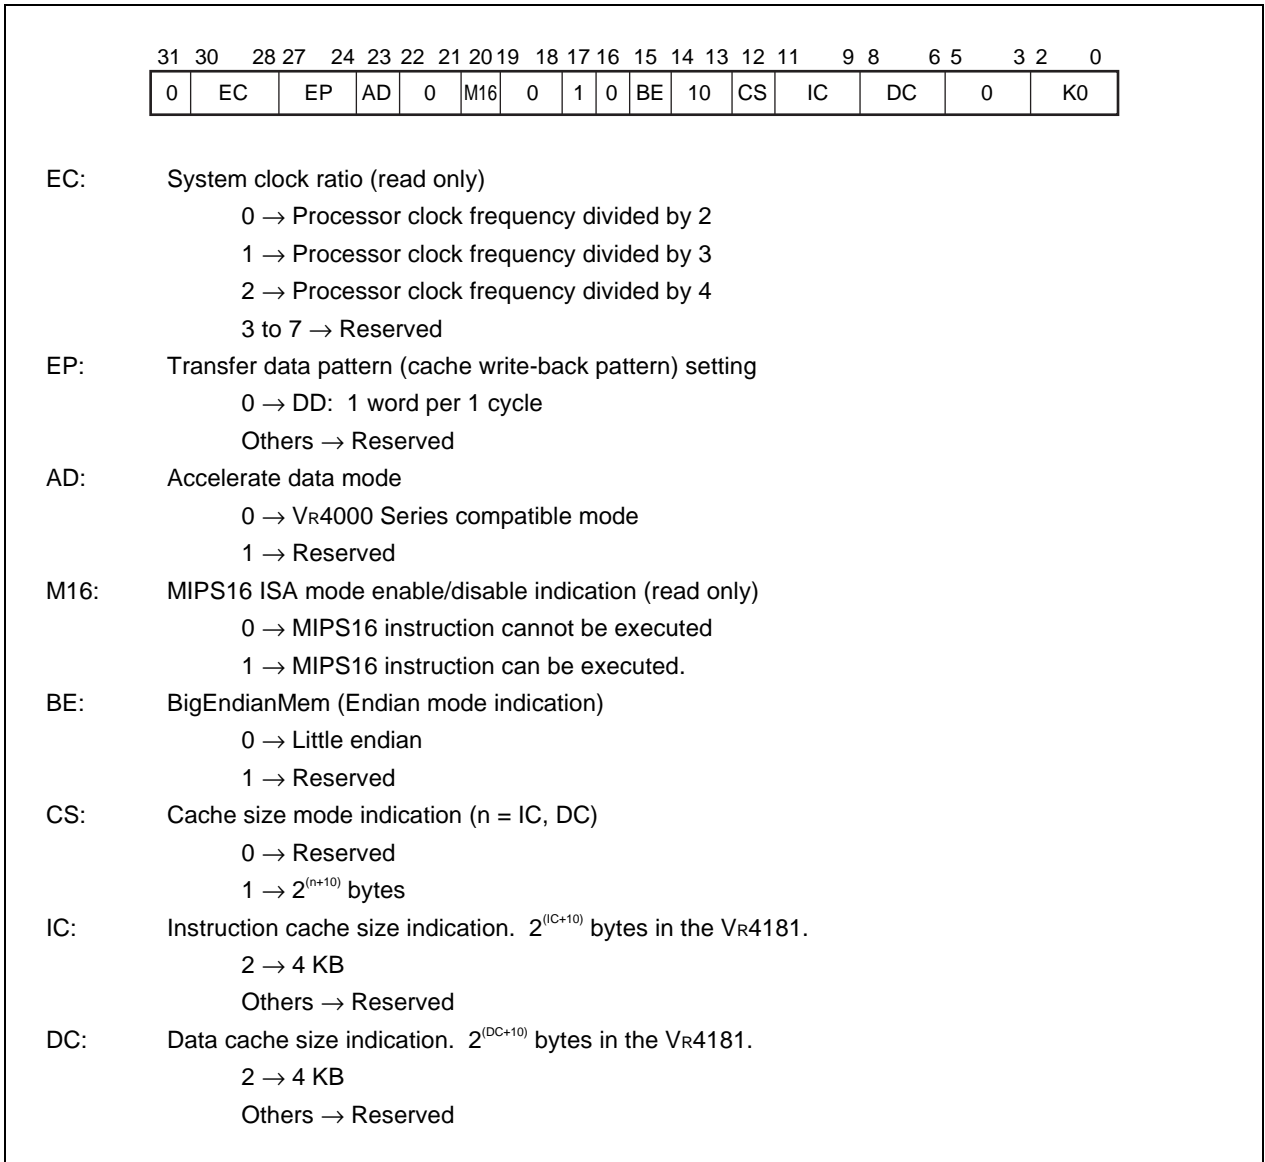 31 30 28 27 24 23 22 21 20 19 18 17 16 15 14 13 12 11 9 8 6 5 3 2 0
0 EC EP AD 0 M16 0 1 0 BE 10 CS IC DC 0 K0
EC: System clock ratio (read only)
0 → Processor clock frequency divided by 2
1 → Processor clock frequency divided by 3
2 → Processor clock frequency divided by 4
3 to 7 → Reserved
EP: Transfer data pattern (cache write-back pattern) setting
0 → DD: 1 word per 1 cycle
Others → Reserved
AD: Accelerate data mode
0 → VR4000 Series compatible mode
1 → Reserved
M16: MIPS16 ISA mode enable/disable indication (read only)
0 → MIPS16 instruction cannot be executed
1 → MIPS16 instruction can be executed.
BE: BigEndianMem (Endian mode indication)
0 → Little endian
1 → Reserved
CS: Cache size mode indication (n = IC, DC)
0 → Reserved
1 → 2^(n+10) bytes
IC: Instruction cache size indication. 2^(IC+10) bytes in the VR4181.
2 → 4 KB
Others → Reserved
DC: Data cache size indication. 2^(DC+10) bytes in the VR4181.
2 → 4 KB
Others → Reserved